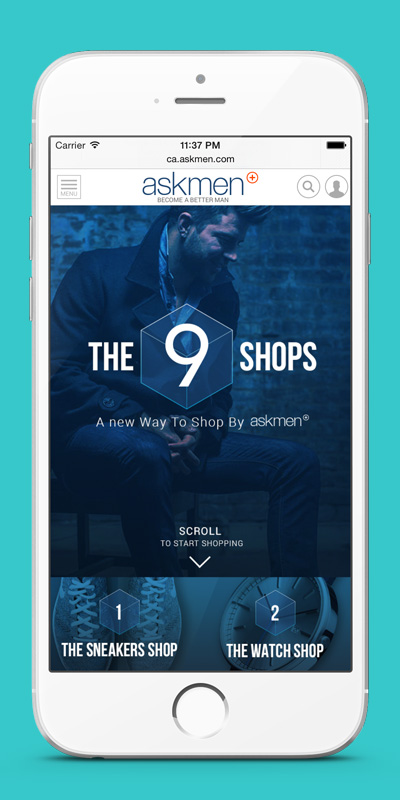 Carrier 11:37 PM
ca.askmen.com
MENU
askmen+
BECOME A BETTER MAN
THE 9 SHOPS
A new Way To Shop By askmen®
SCROLL
TO START SHOPPING
1
THE SNEAKERS SHOP
2
THE WATCH SHOP